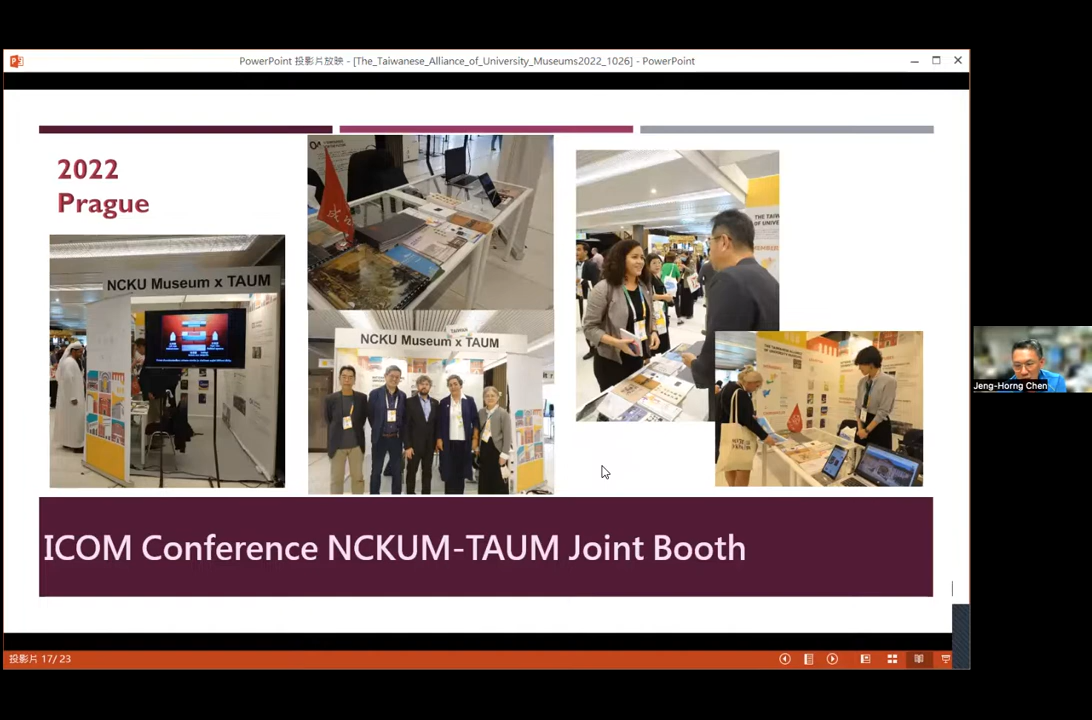 PowerPoint 投影片放映 - [The_Taiwanese_Alliance_of_University_Museums2022_1026] - PowerPoint
2022
Prague
NCKU Museum x TAUM
TAIWAN
NCKU Museum x TAUM
ICOM Conference NCKUM-TAUM Joint Booth
Jeng-Horng Chen
投影片 17/ 23